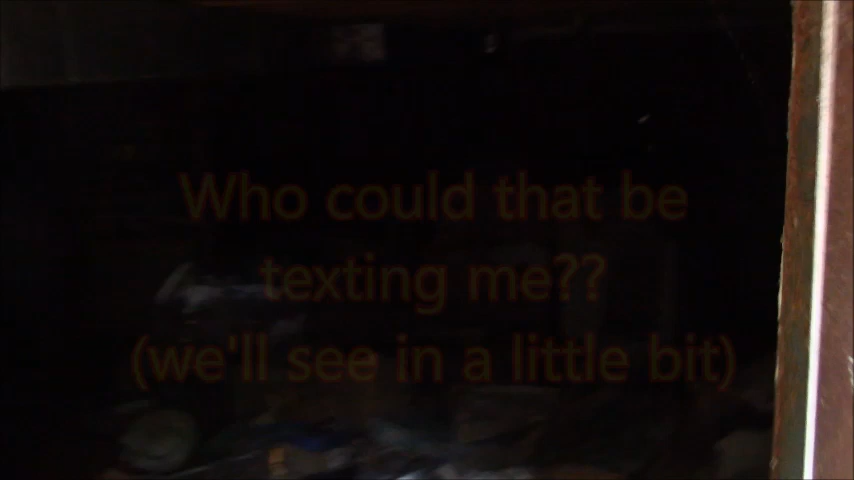 Who could that be
texting me??
(we'll see in a little bit)